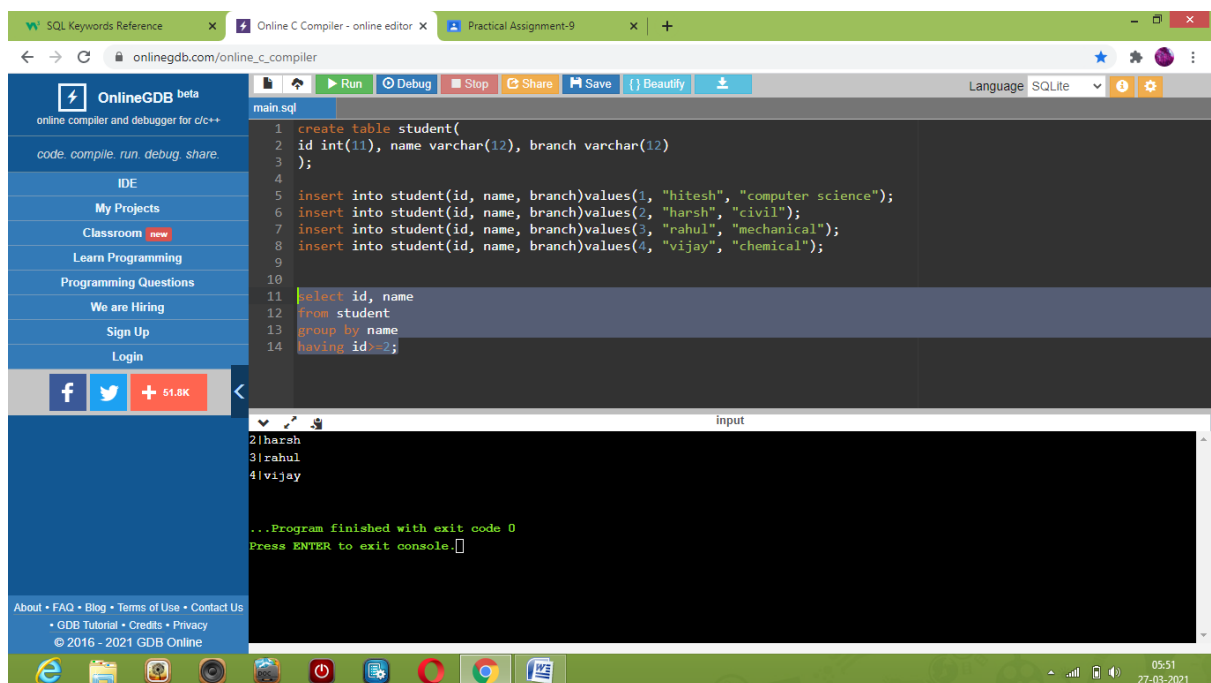 SQL Keywords Reference
Online C Compiler - online editor
Practical Assignment-9
onlinegdb.com/online_c_compiler
OnlineGDB beta
online compiler and debugger for c/c++
code. compile. run. debug. share.
IDE
My Projects
Classroom new
Learn Programming
Programming Questions
We are Hiring
Sign Up
Login
51.8K
About • FAQ • Blog • Terms of Use • Contact Us
• GDB Tutorial • Credits • Privacy
© 2016 - 2021 GDB Online
Run Debug Stop Share Save { } Beautify Language SQLite
main.sql
1 create table student(
2 id int(11), name varchar(12), branch varchar(12)
3 );
4
5 insert into student(id, name, branch)values(1, "hitesh", "computer science");
6 insert into student(id, name, branch)values(2, "harsh", "civil");
7 insert into student(id, name, branch)values(3, "rahul", "mechanical");
8 insert into student(id, name, branch)values(4, "vijay", "chemical");
9
10
11 select id, name
12 from student
13 group by name
14 having id>=2;
input
2|harsh
3|rahul
4|vijay
...Program finished with exit code 0
Press ENTER to exit console.
05:51
27-03-2021